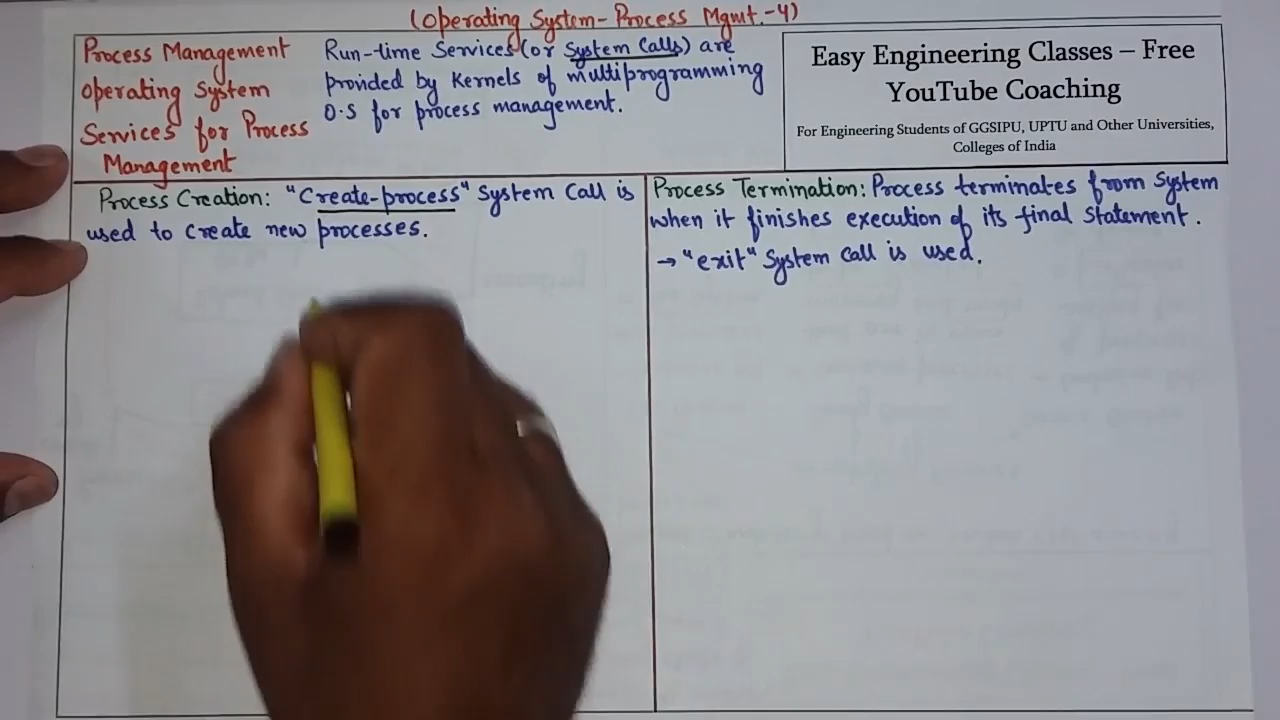 (Operating System- Process Mgmt.-4)
Process Management
Operating System
Services for Process
Management
Run-time Services (or System Calls) are
provided by Kernels of multiprogramming
O.S for process management.
Easy Engineering Classes – Free
YouTube Coaching
For Engineering Students of GGSIPU, UPTU and Other Universities,
Colleges of India
Process Creation: "Create-process" System Call is
used to Create new processes.
Process Termination: Process terminates from System
when it finishes execution of its final Statement.
→ "exit" System Call is used.